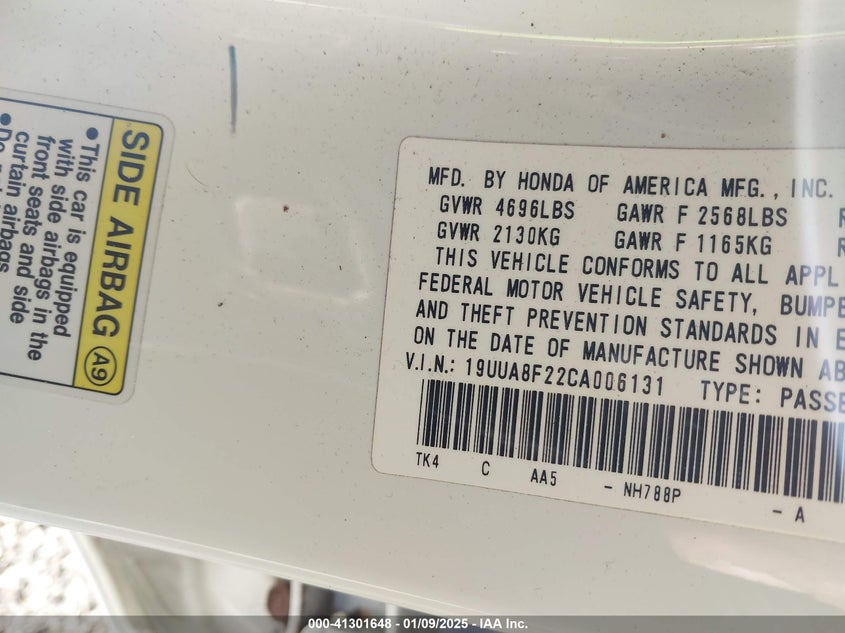 SIDE AIRBAG A9
•This car is equipped
with side airbags in the
front seats and side
curtain airbags
MFD. BY HONDA OF AMERICA MFG., INC.
GVWR 4696LBS GAWR F 2568LBS
GVWR 2130KG GAWR F 1165KG
THIS VEHICLE CONFORMS TO ALL APPL
FEDERAL MOTOR VEHICLE SAFETY, BUMPE
AND THEFT PREVENTION STANDARDS IN E
ON THE DATE OF MANUFACTURE SHOWN AB
V.I.N.: 19UUA8F22CA006131 TYPE: PASSE
TK4 C AA5 - NH788P - A
000-41301648 - 01/09/2025 - IAA Inc.